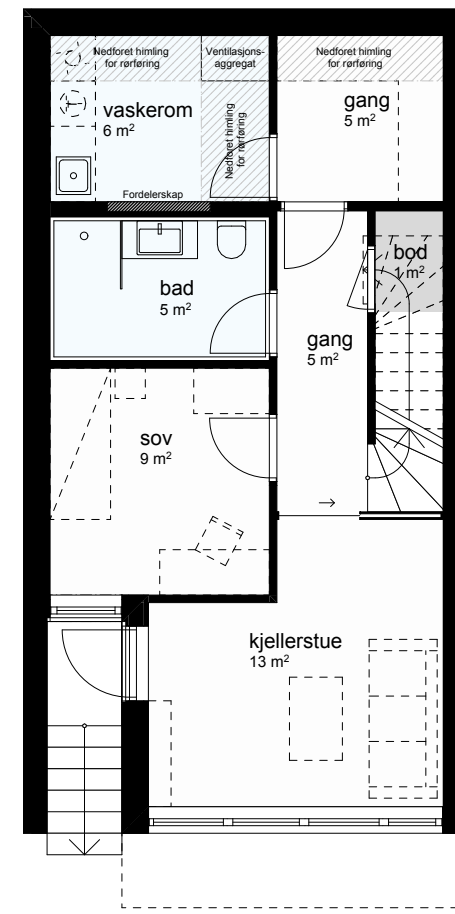 Nedforet himling
for rørføring
Ventilasjons-
aggregat
Nedforet himling
for rørføring
vaskerom
6 m²
Nedforet himling
for rørføring
gang
5 m²
Fordelerskap
bad
5 m²
bod
1 m²
gang
5 m²
sov
9 m²
kjellerstue
13 m²